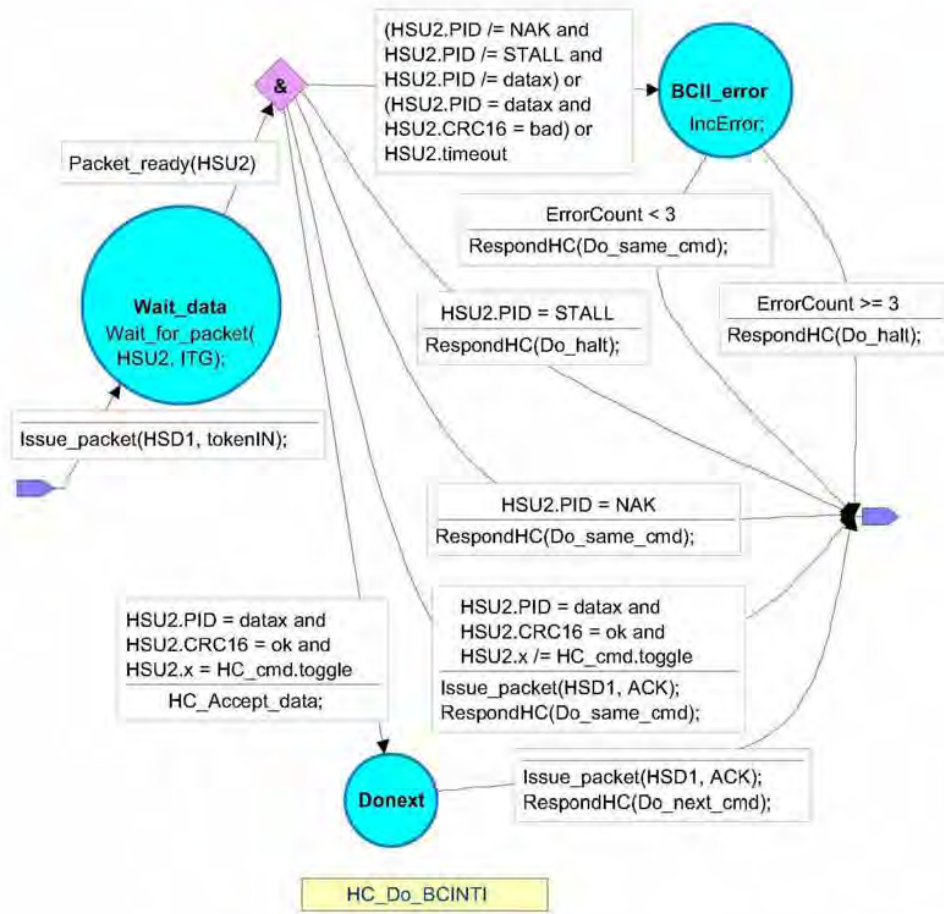 (HSU2.PID /= NAK and
HSU2.PID /= STALL and
HSU2.PID /= datax) or
(HSU2.PID = datax and
HSU2.CRC16 = bad) or
HSU2.timeout
&
BCII_error
IncError;
Packet_ready(HSU2)
ErrorCount < 3
RespondHC(Do_same_cmd);
Wait_data
Wait_for_packet(
HSU2, ITG);
HSU2.PID = STALL
RespondHC(Do_halt);
ErrorCount >= 3
RespondHC(Do_halt);
Issue_packet(HSD1, tokenIN);
HSU2.PID = NAK
RespondHC(Do_same_cmd);
HSU2.PID = datax and
HSU2.CRC16 = ok and
HSU2.x = HC_cmd.toggle
HC_Accept_data;
HSU2.PID = datax and
HSU2.CRC16 = ok and
HSU2.x /= HC_cmd.toggle
Issue_packet(HSD1, ACK);
RespondHC(Do_same_cmd);
Donext
Issue_packet(HSD1, ACK);
RespondHC(Do_next_cmd);
HC_Do_BCINTI